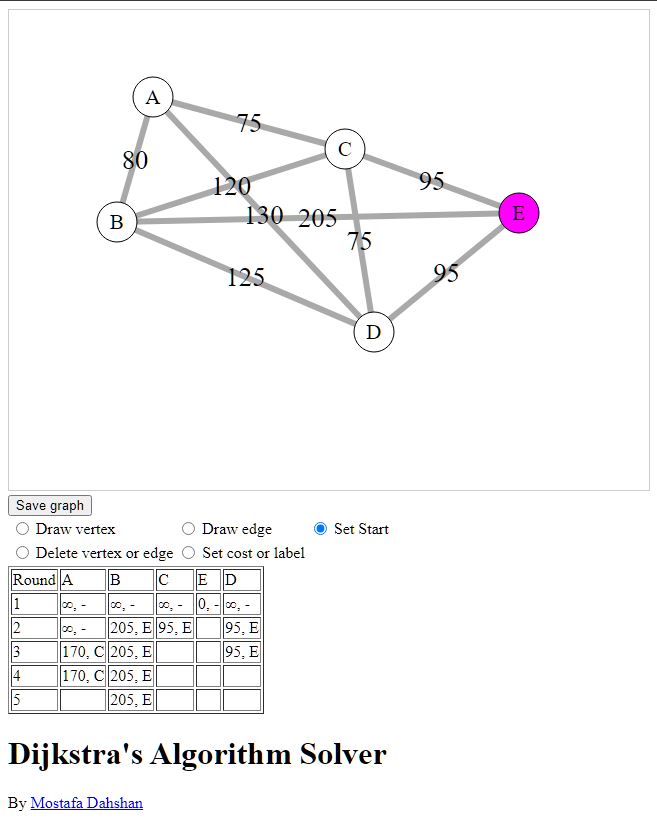 A
75
C
80
120
95
B
130
205
E
75
125
95
D
Save graph
Draw vertex Draw edge Set Start
Delete vertex or edge Set cost or label
Round A B C E D
1 ∞, - ∞, - ∞, - 0, - ∞, -
2 ∞, - 205, E 95, E 95, E
3 170, C 205, E 95, E
4 170, C 205, E
5 205, E
Dijkstra's Algorithm Solver
By Mostafa Dahshan